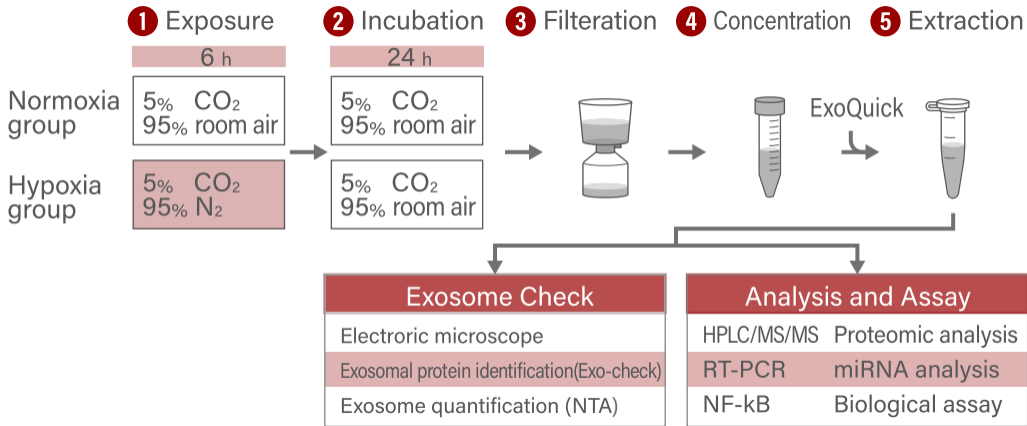 1 Exposure
2 Incubation
3 Filteration
4 Concentration
5 Extraction
6 h
24 h
Normoxia
group
5% CO₂
95% room air
5% CO₂
95% room air
ExoQuick
Hypoxia
group
5% CO₂
95% N₂
5% CO₂
95% room air
Exosome Check
Electroric microscope
Exosomal protein identification(Exo-check)
Exosome quantification (NTA)
Analysis and Assay
HPLC/MS/MS Proteomic analysis
RT-PCR miRNA analysis
NF-kB Biological assay